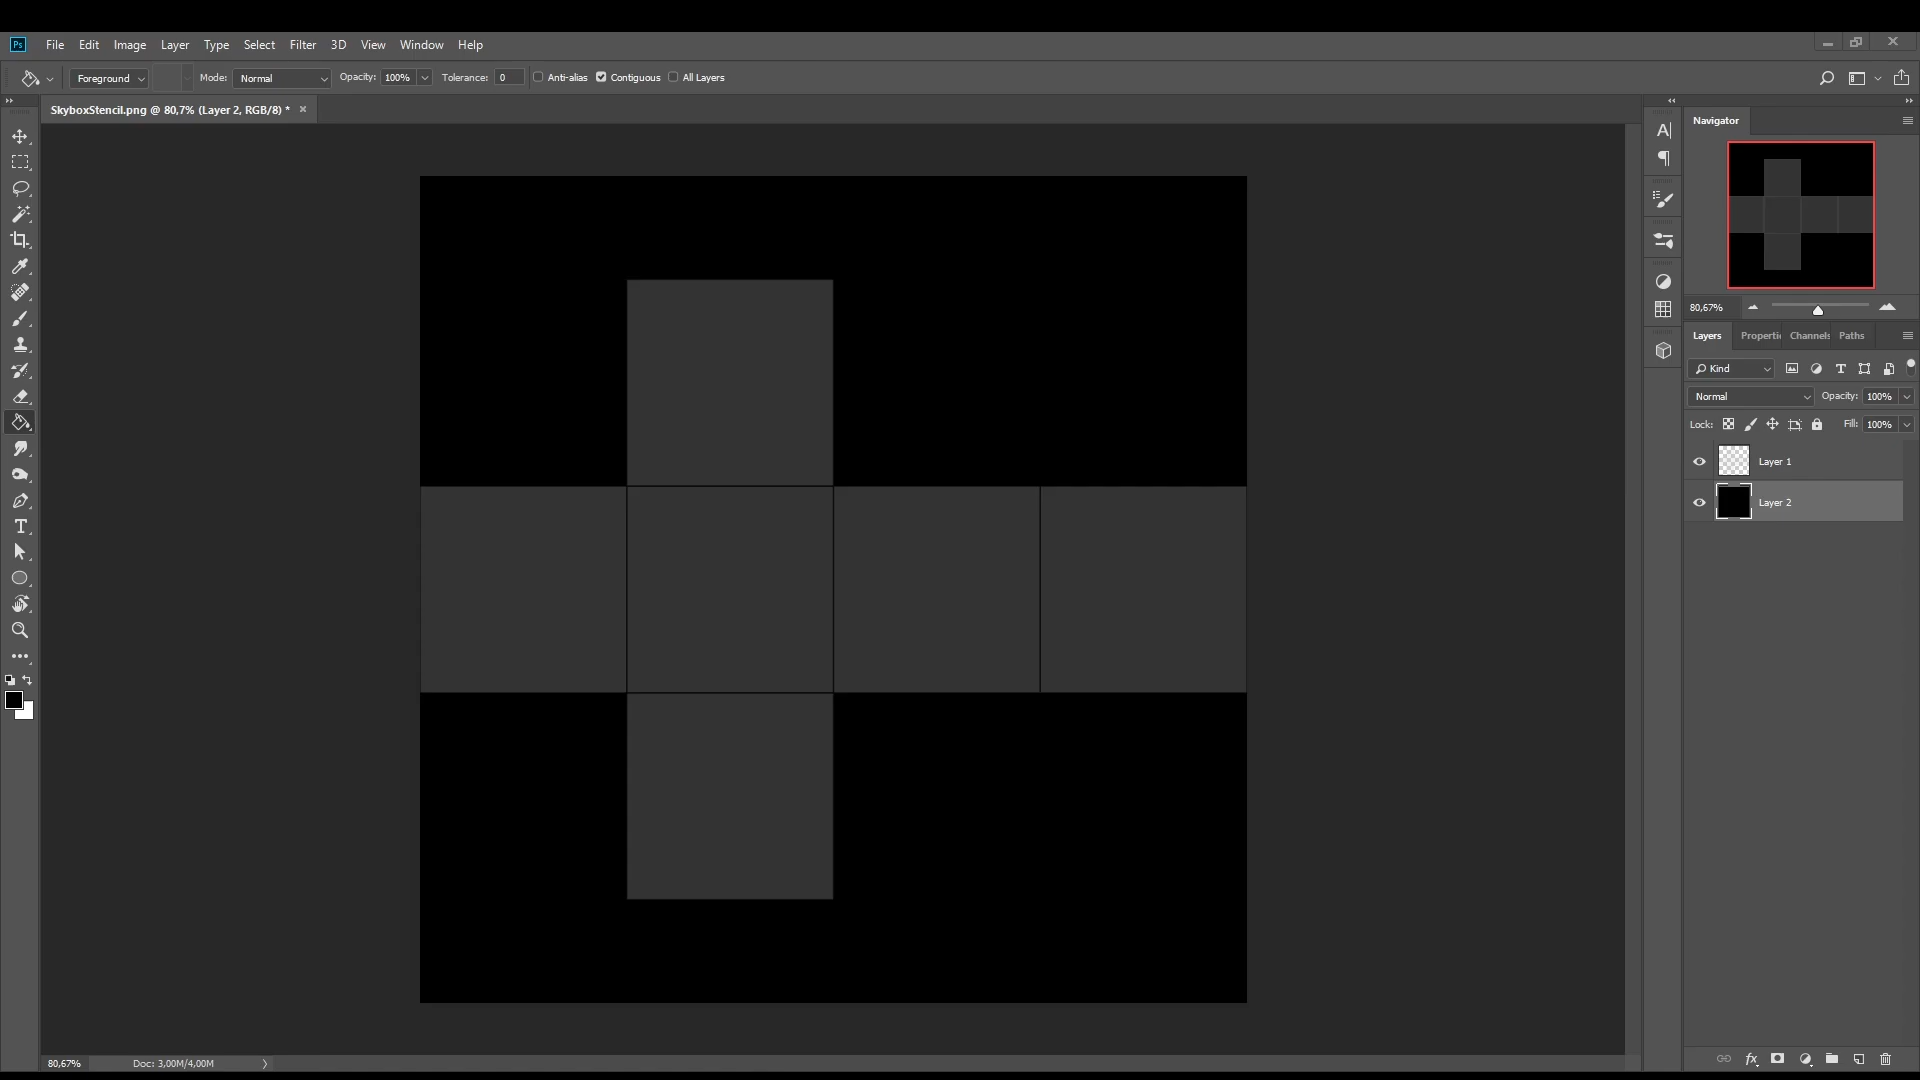 Ps File Edit Image Layer Type Select Filter 3D View Window Help
Foreground Mode: Normal Opacity: 100% Tolerance: 0 Anti-alias Contiguous All Layers
SkyboxStencil.png @ 80,7% (Layer 2, RGB/8) *
Navigator
80,67%
Layers Properti Channels Paths
Kind
Normal Opacity: 100%
Lock: Fill: 100%
Layer 1
Layer 2
80,67% Doc: 3,00M/4,00M